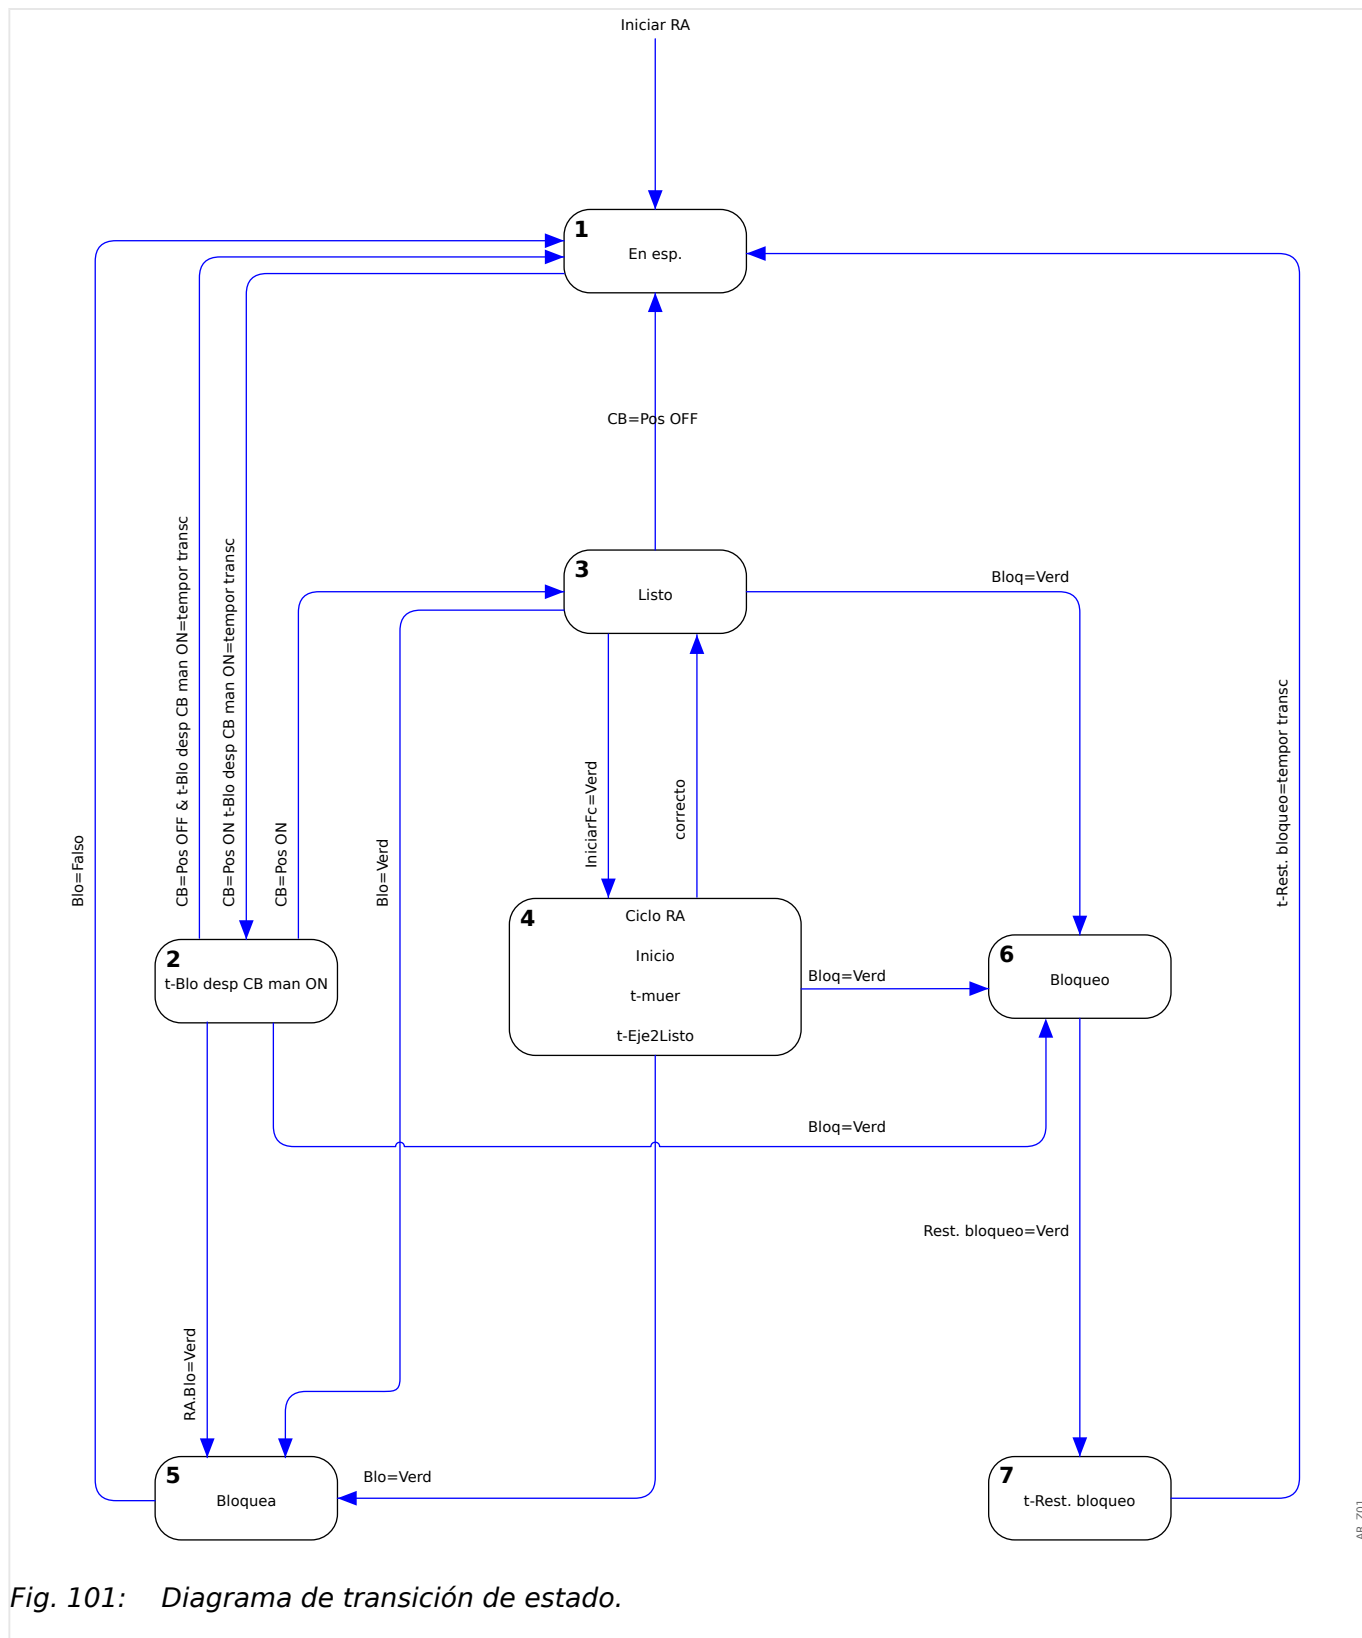 Iniciar RA
1
En esp.
CB=Pos OFF
3
Listo
Bloq=Verd
Blo=Falso
CB=Pos OFF & t-Blo desp CB man ON=tempor transc
CB=Pos ON t-Blo desp CB man ON=tempor transc
CB=Pos ON
Blo=Verd
IniciarFc=Verd
correcto
t-Rest. bloqueo=tempor transc
2
t-Blo desp CB man ON
4
Ciclo RA
Inicio
t-muer
t-Eje2Listo
Bloq=Verd
6
Bloqueo
Bloq=Verd
Rest. bloqueo=Verd
RA.Blo=Verd
5
Bloquea
Blo=Verd
7
t-Rest. bloqueo
AR_Z01
Fig. 101: Diagrama de transición de estado.